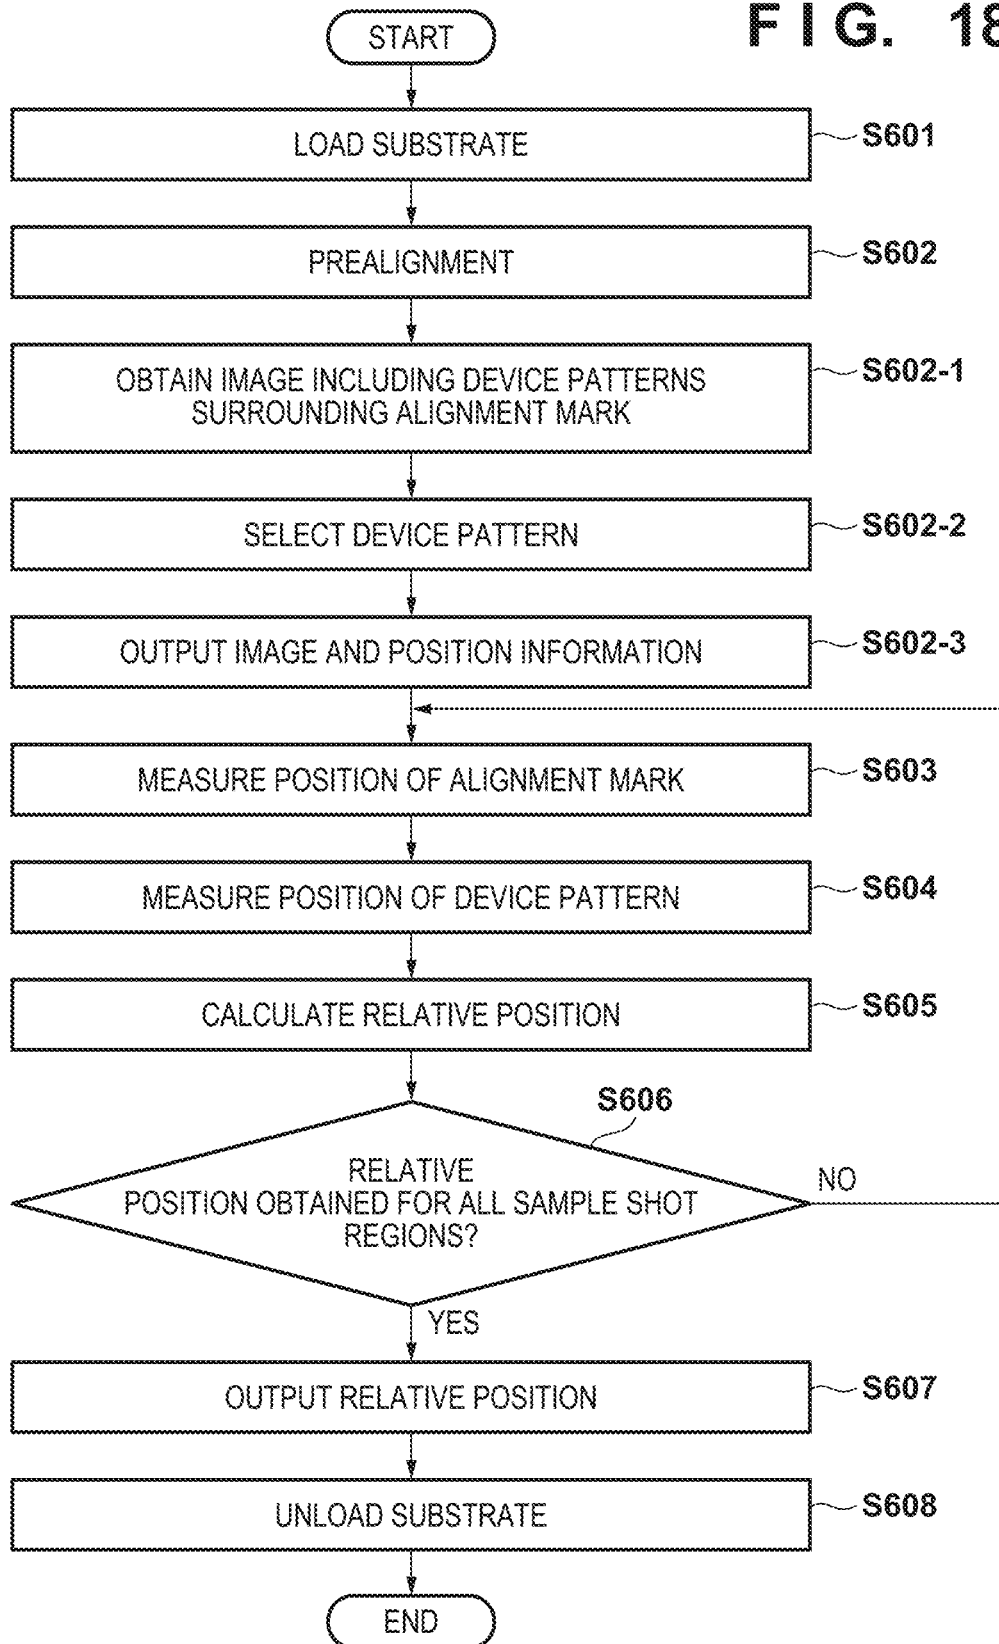 FIG. 18
START
LOAD SUBSTRATE
S601
PREALIGNMENT
S602
OBTAIN IMAGE INCLUDING DEVICE PATTERNS
SURROUNDING ALIGNMENT MARK
S602-1
SELECT DEVICE PATTERN
S602-2
OUTPUT IMAGE AND POSITION INFORMATION
S602-3
MEASURE POSITION OF ALIGNMENT MARK
S603
MEASURE POSITION OF DEVICE PATTERN
S604
CALCULATE RELATIVE POSITION
S605
S606
RELATIVE
POSITION OBTAINED FOR ALL SAMPLE SHOT
REGIONS?
NO
YES
OUTPUT RELATIVE POSITION
S607
UNLOAD SUBSTRATE
S608
END